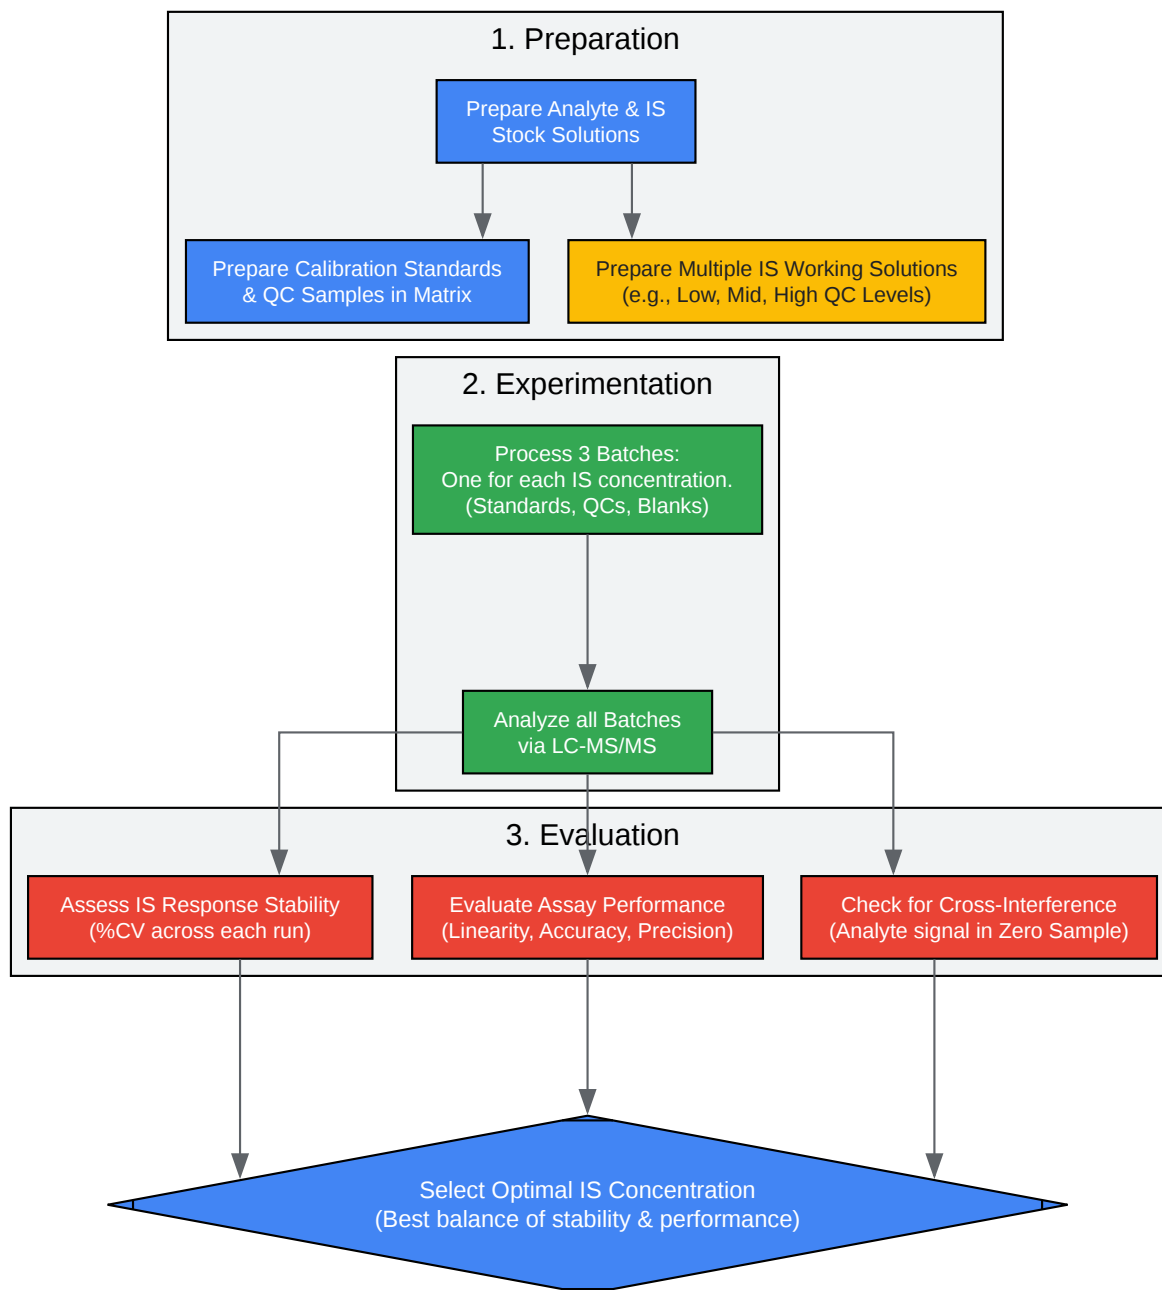 1. Preparation
Prepare Analyte & IS
Stock Solutions
Prepare Calibration Standards
& QC Samples in Matrix
Prepare Multiple IS Working Solutions
(e.g., Low, Mid, High QC Levels)
2. Experimentation
Process 3 Batches:
One for each IS concentration.
(Standards, QCs, Blanks)
Analyze all Batches
via LC-MS/MS
3. Evaluation
Assess IS Response Stability
(%CV across each run)
Evaluate Assay Performance
(Linearity, Accuracy, Precision)
Check for Cross-Interference
(Analyte signal in Zero Sample)
Select Optimal IS Concentration
(Best balance of stability & performance)